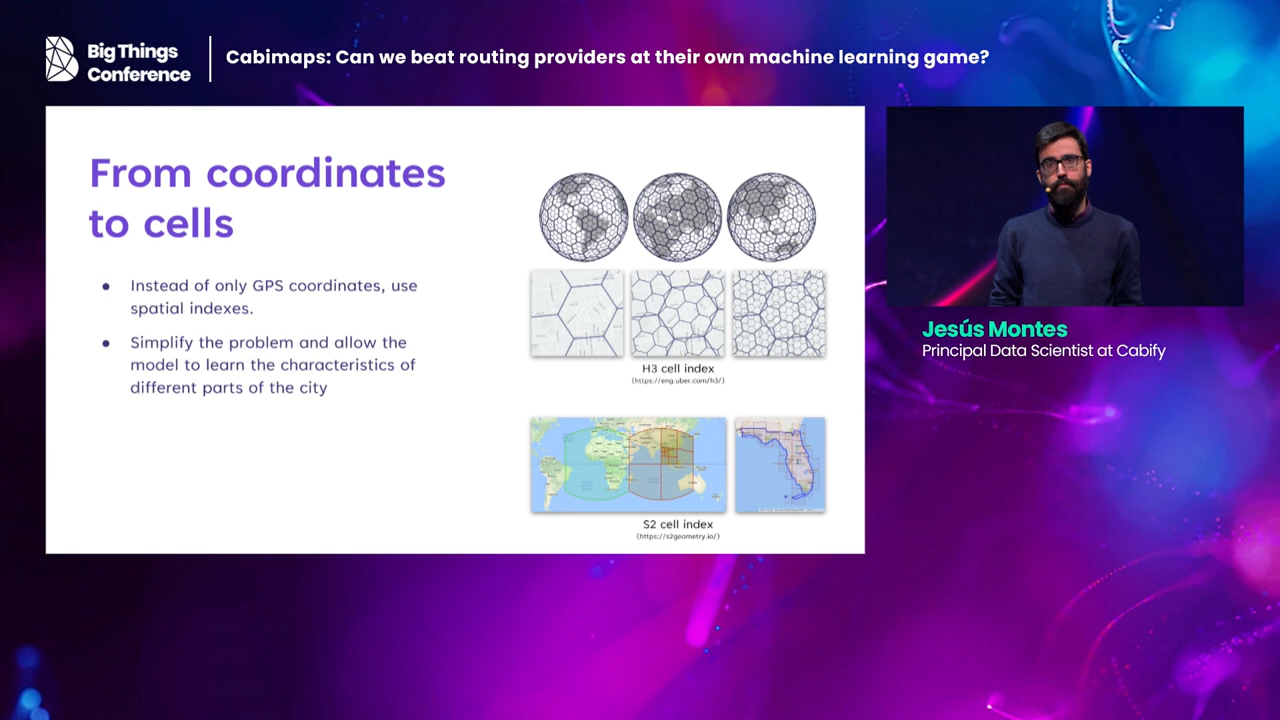 Big Things
Conference
Cabimaps: Can we beat routing providers at their own machine learning game?
From coordinates
to cells
• Instead of only GPS coordinates, use
spatial indexes.
• Simplify the problem and allow the
model to learn the characteristics of
different parts of the city
H3 cell index
(https://eng.uber.com/h3/)
S2 cell index
(https://s2geometry.io/)
Jesús Montes
Principal Data Scientist at Cabify